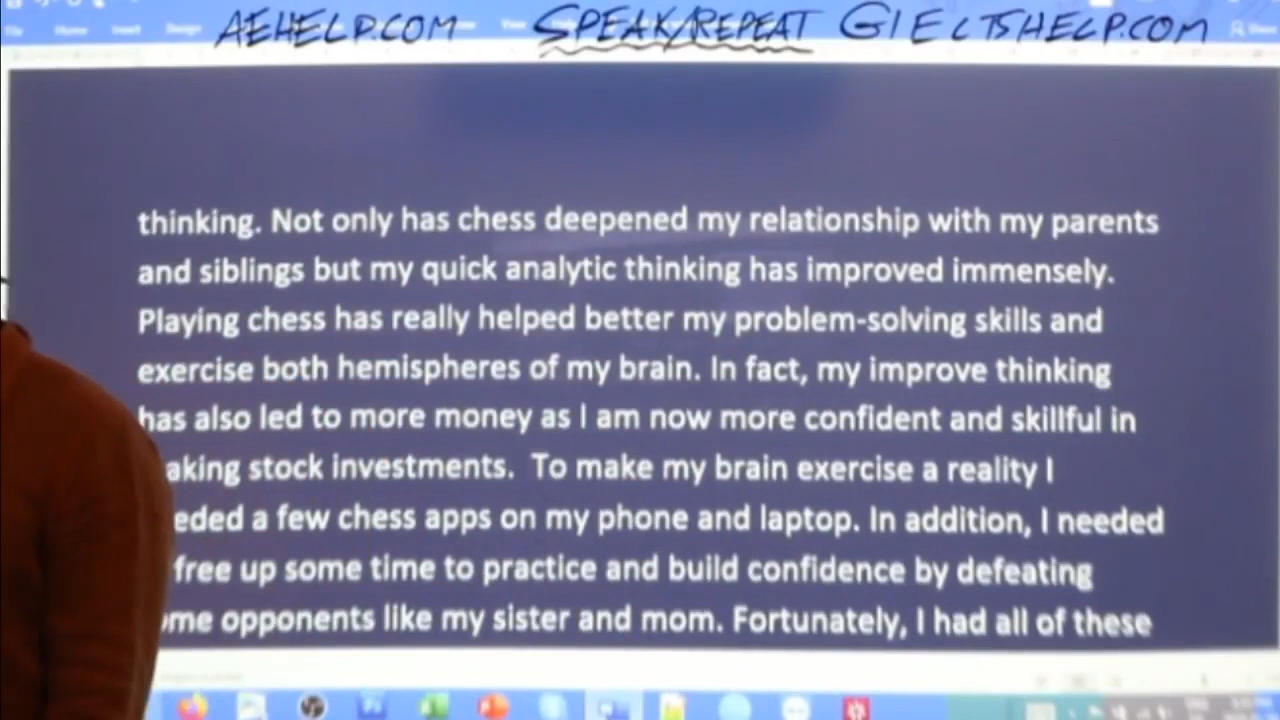 AEHELP.COM SPEAK/REPEAT GIELTSHELP.COM
thinking. Not only has chess deepened my relationship with my parents
and siblings but my quick analytic thinking has improved immensely.
Playing chess has really helped better my problem-solving skills and
exercise both hemispheres of my brain. In fact, my improve thinking
has also led to more money as I am now more confident and skillful in
aking stock investments. To make my brain exercise a reality I
eded a few chess apps on my phone and laptop. In addition, I needed
free up some time to practice and build confidence by defeating
me opponents like my sister and mom. Fortunately, I had all of these